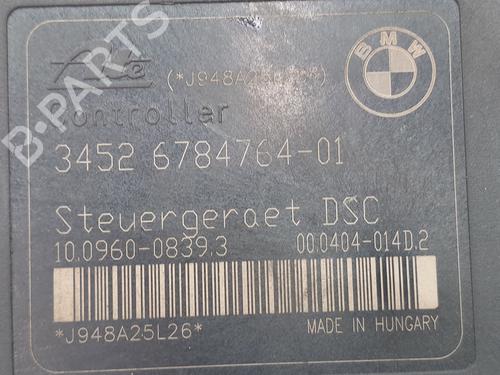 BMW
(*J948A25L26*)
Controller
3452 6784764-01
Steuergeraet DSC
10.0960-0839.3 00.0404-014D.2
*J948A25L26*
MADE IN HUNGARY
B-PARTS